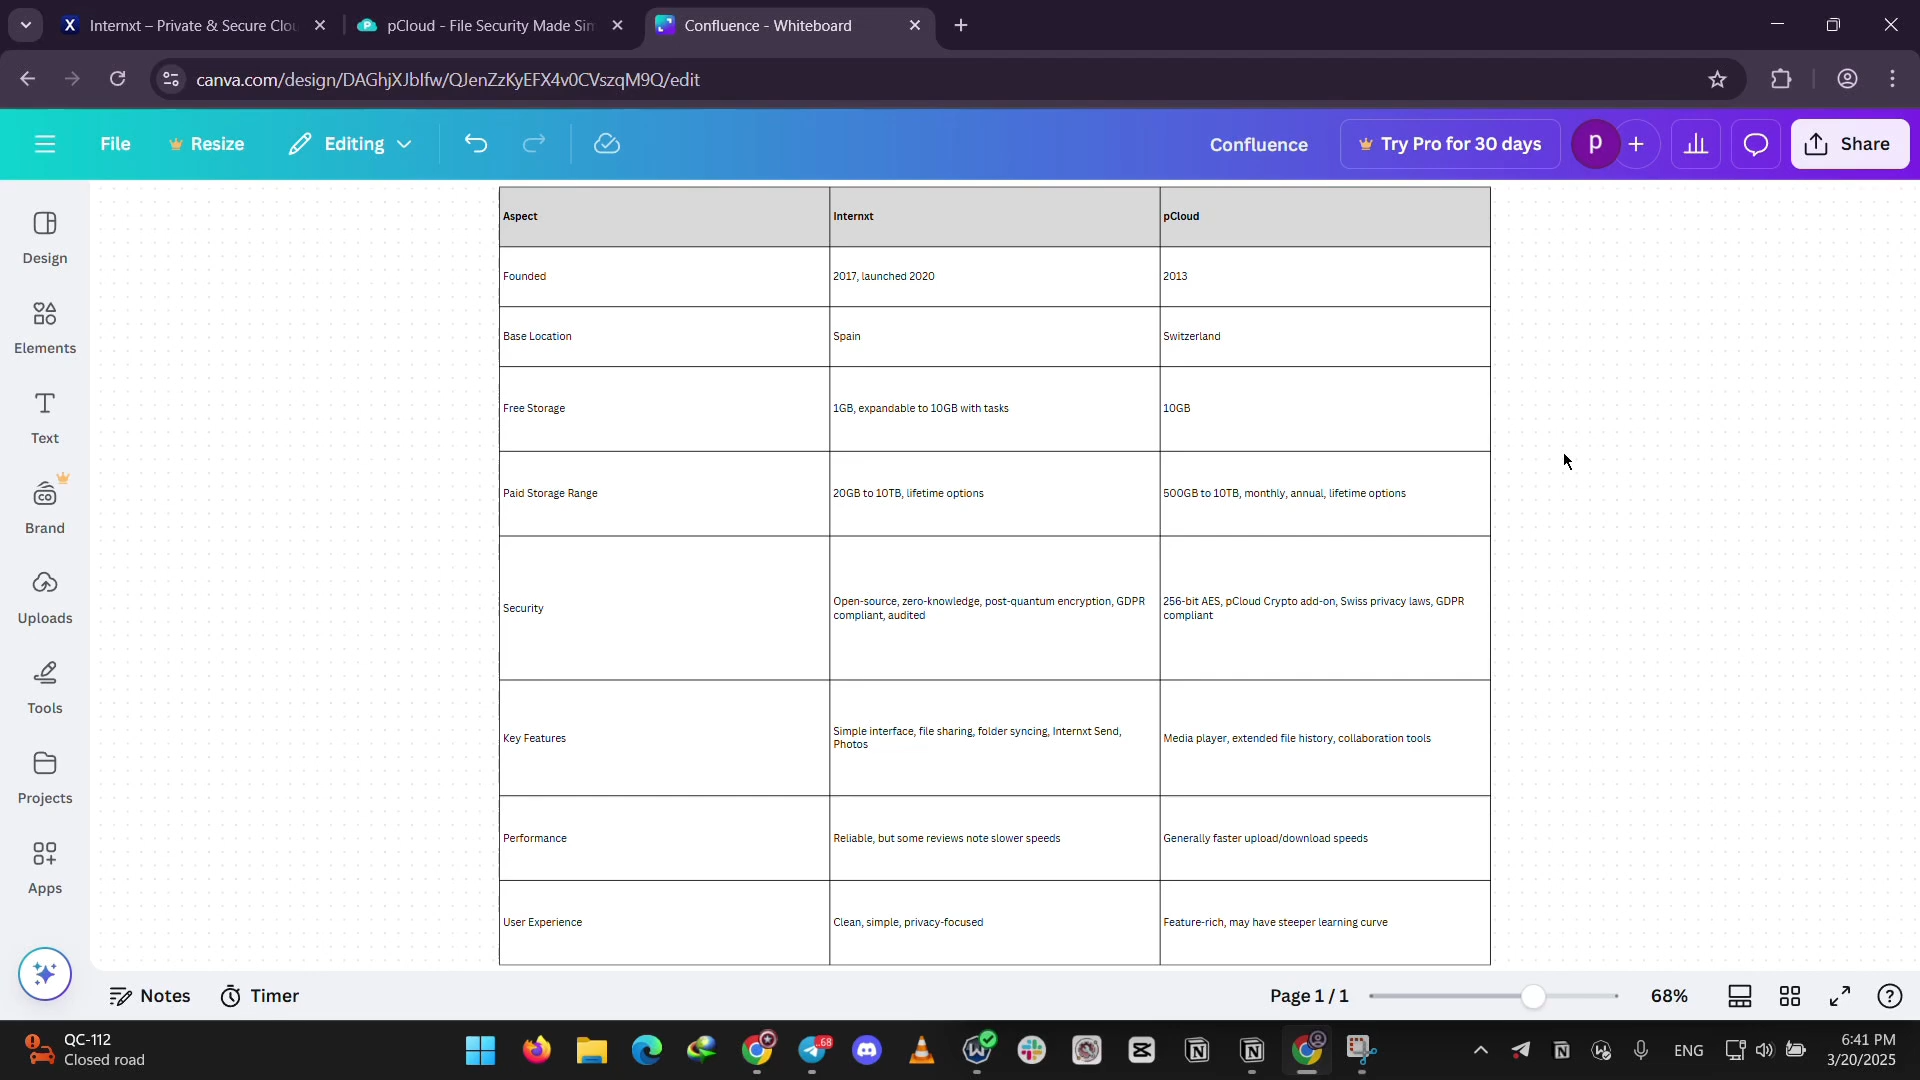 Internxt – Private & Secure Clou
pCloud - File Security Made Sim
Confluence - Whiteboard
canva.com/design/DAGhjXJbIfw/QJenZzKyEFX4v0CVszqM9Q/edit
File
Resize
Editing
Confluence
Try Pro for 30 days
p
Share
Design
Elements
Text
Brand
Uploads
Tools
Projects
Apps
Aspect Internxt pCloud
Founded 2017, launched 2020 2013
Base Location Spain Switzerland
Free Storage 1GB, expandable to 10GB with tasks 10GB
Paid Storage Range 20GB to 10TB, lifetime options 500GB to 10TB, monthly, annual, lifetime options
Security
Open-source, zero-knowledge, post-quantum encryption, GDPR
compliant, audited
256-bit AES, pCloud Crypto add-on, Swiss privacy laws, GDPR
compliant
Key Features
Simple interface, file sharing, folder syncing, Internxt Send,
Photos
Media player, extended file history, collaboration tools
Performance Reliable, but some reviews note slower speeds Generally faster upload/download speeds
User Experience Clean, simple, privacy-focused Feature-rich, may have steeper learning curve
Notes
Timer
Page 1 / 1
68%
QC-112
Closed road
68
ENG
6:41 PM
3/20/2025